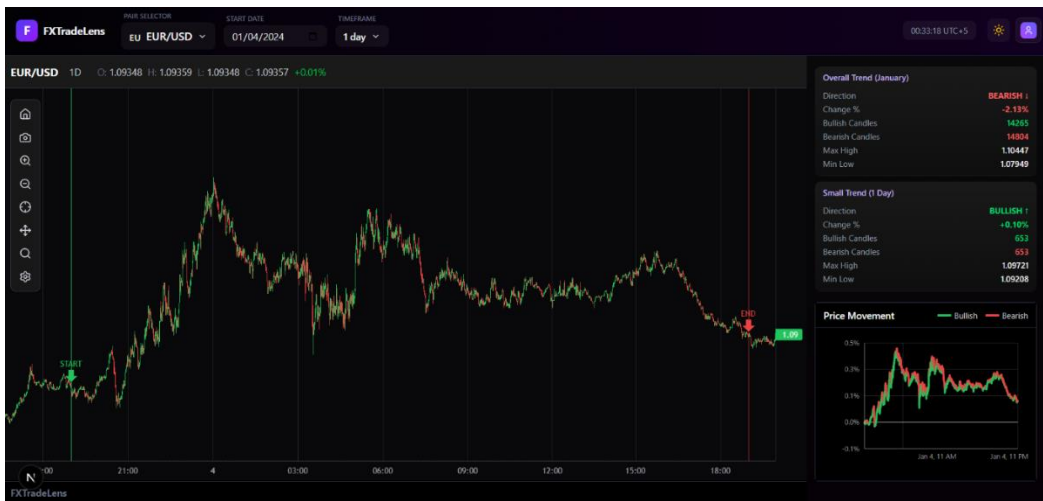 F FXTradeLens
PAIR SELECTOR START DATE TIMEFRAME
EU EUR/USD 01/04/2024 1 day
00:33:18 UTC+5
EUR/USD 1D O: 1.09348 H: 1.09359 L: 1.09348 C: 1.09357 +0.01%
START
END
1.09
:00 21:00 4 03:00 06:00 09:00 12:00 15:00 18:00
N
FXTradeLens
Overall Trend (January)
Direction BEARISH ↓
Change % -2.13%
Bullish Candles 14265
Bearish Candles 14804
Max High 1.10447
Min Low 1.07949
Small Trend (1 Day)
Direction BULLISH ↑
Change % +0.10%
Bullish Candles 653
Bearish Candles 653
Max High 1.09721
Min Low 1.09208
Price Movement Bullish Bearish
0.5%
0.3%
0.1%
0.0%
-0.1%
Jan 4, 11 AM Jan 4, 11 PM